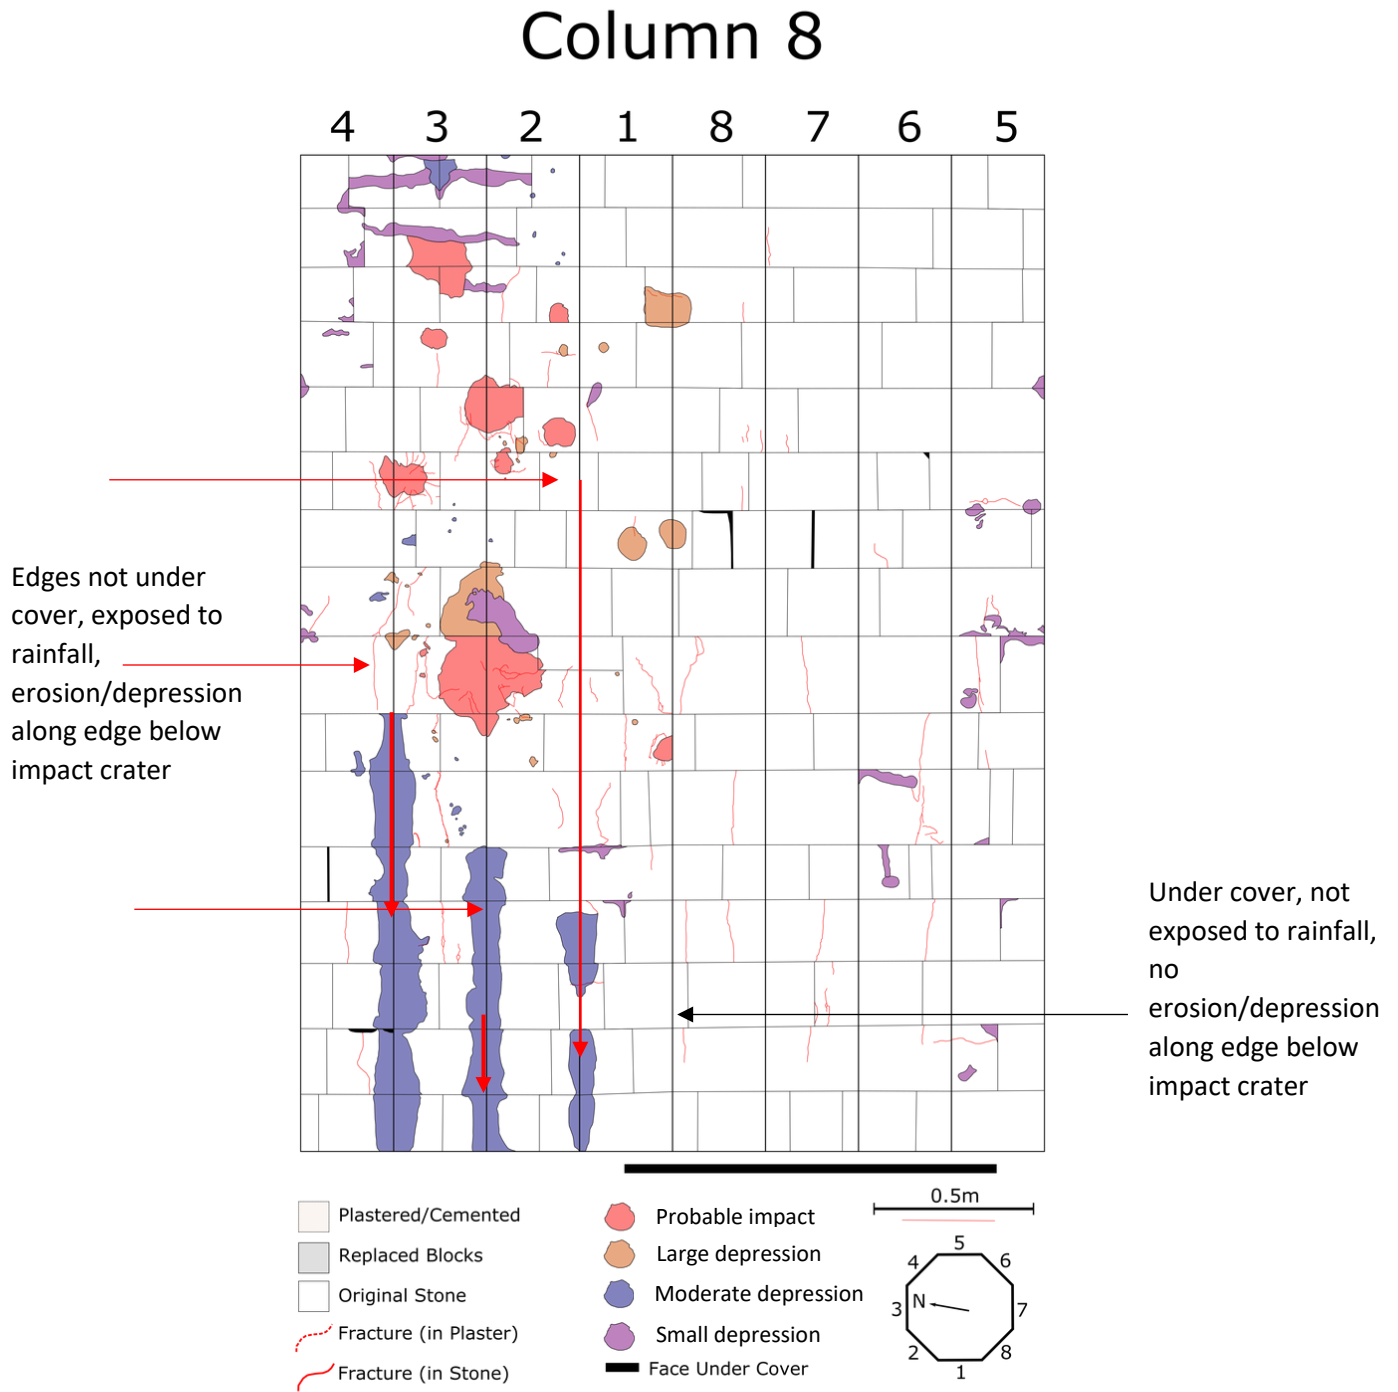 Column 8
4 3 2 1 8 7 6 5
Edges not under
cover, exposed to
rainfall,
erosion/depression
along edge below
impact crater
Under cover, not
exposed to rainfall,
no
erosion/depression
along edge below
impact crater
Plastered/Cemented
Replaced Blocks
Original Stone
Fracture (in Plaster)
Fracture (in Stone)
Probable impact
Large depression
Moderate depression
Small depression
Face Under Cover
0.5m
5
4 6
3 N 7
2 8
1